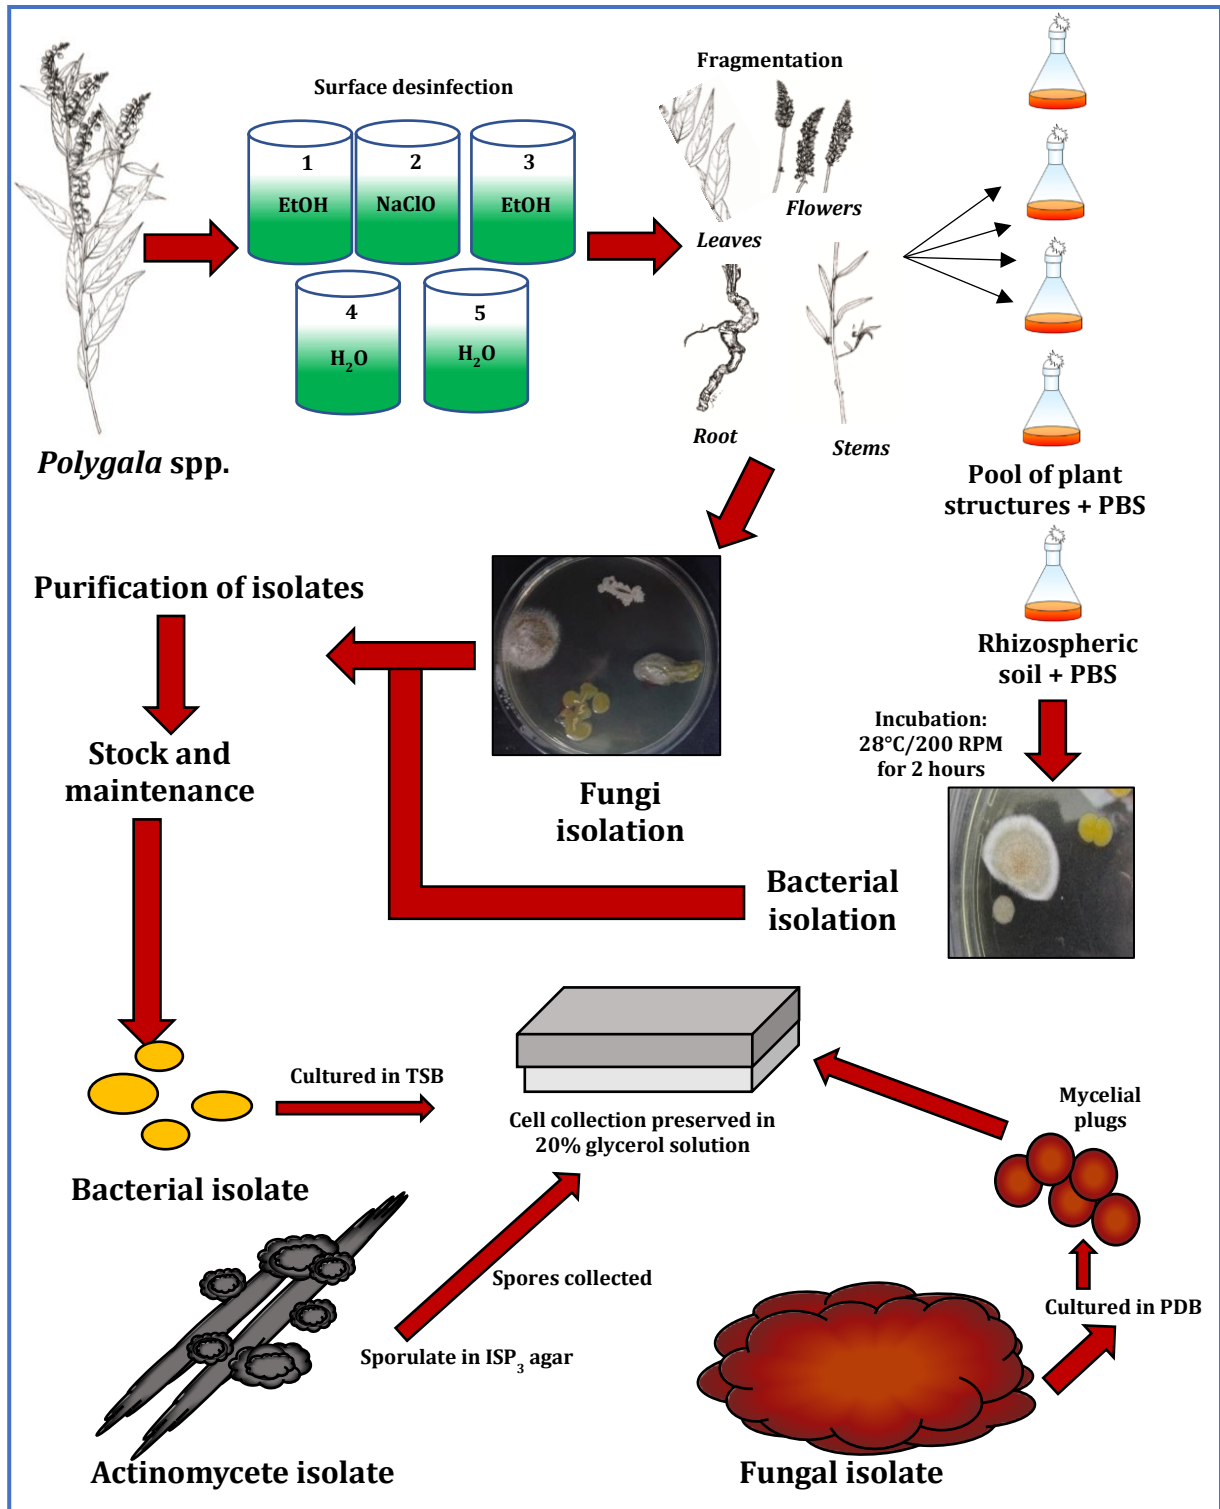 Surface desinfection
1
EtOH
2
NaClO
3
EtOH
4
H₂O
5
H₂O
Polygala spp.
Fragmentation
Leaves
Flowers
Root
Stems
Pool of plant
structures + PBS
Rhizospheric
soil + PBS
Incubation:
28°C/200 RPM
for 2 hours
Fungi
isolation
Bacterial
isolation
Purification of isolates
Stock and
maintenance
Bacterial isolate
Cultured in TSB
Cell collection preserved in
20% glycerol solution
Actinomycete isolate
Sporulate in ISP₃ agar
Spores collected
Fungal isolate
Cultured in PDB
Mycelial
plugs